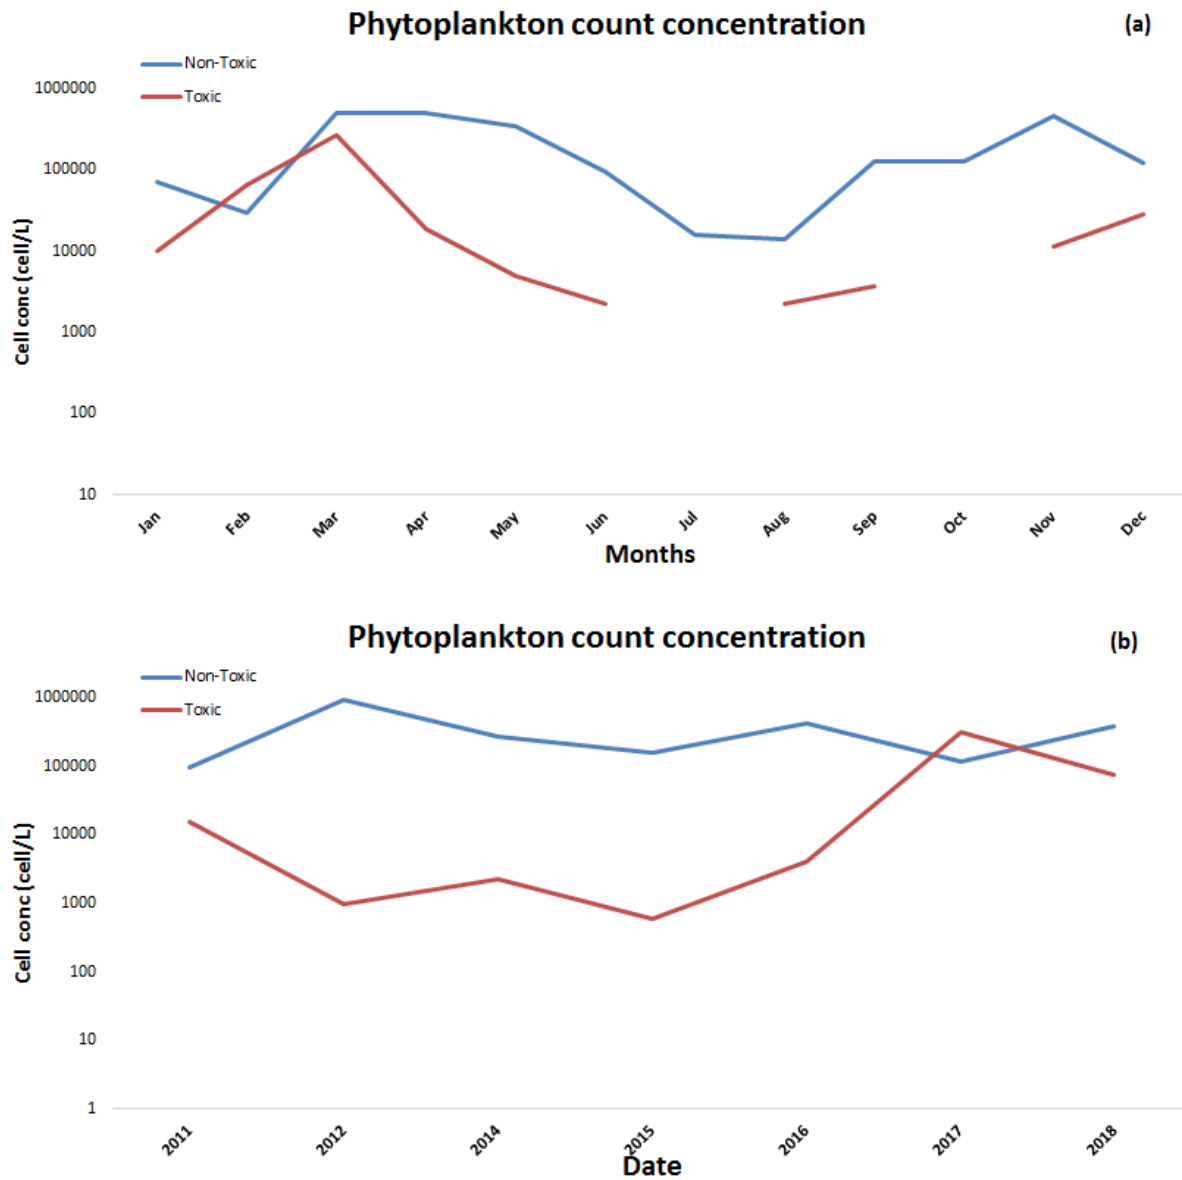 Phytoplankton count concentration (a)
Non-Toxic
Toxic
1000000
100000
10000
1000
100
10
Cell conc (cell/L)
Jan Feb Mar Apr May Jun Jul Aug Sep Oct Nov Dec
Months
Phytoplankton count concentration (b)
Non-Toxic
Toxic
1000000
100000
10000
1000
100
10
1
Cell conc (cell/L)
2011 2012 2014 2015 2016 2017 2018
Date